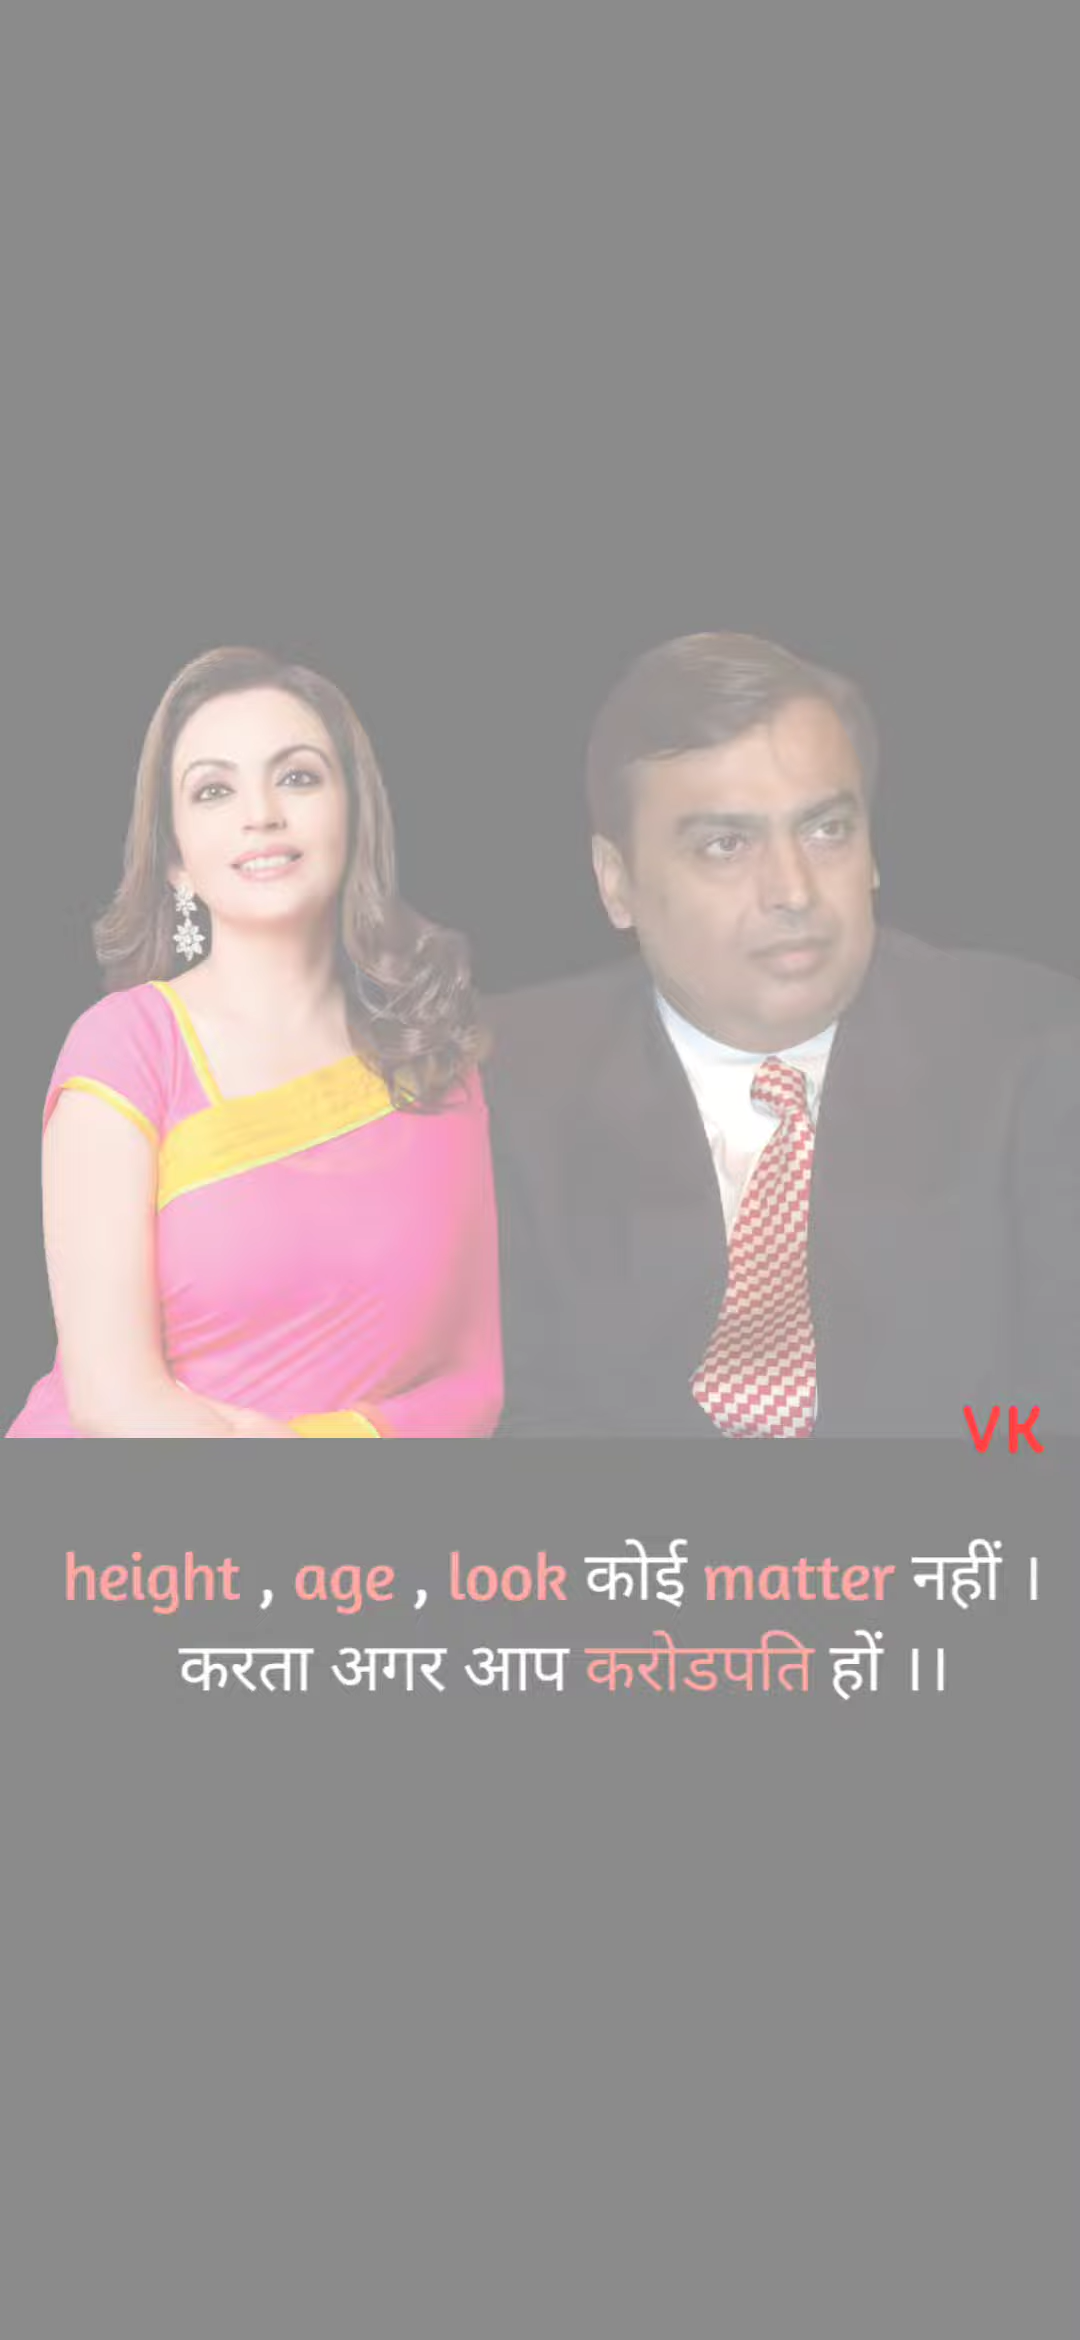 VK
height , age , look कोई matter नहीं ।
करता अगर आप करोडपति हों ।।